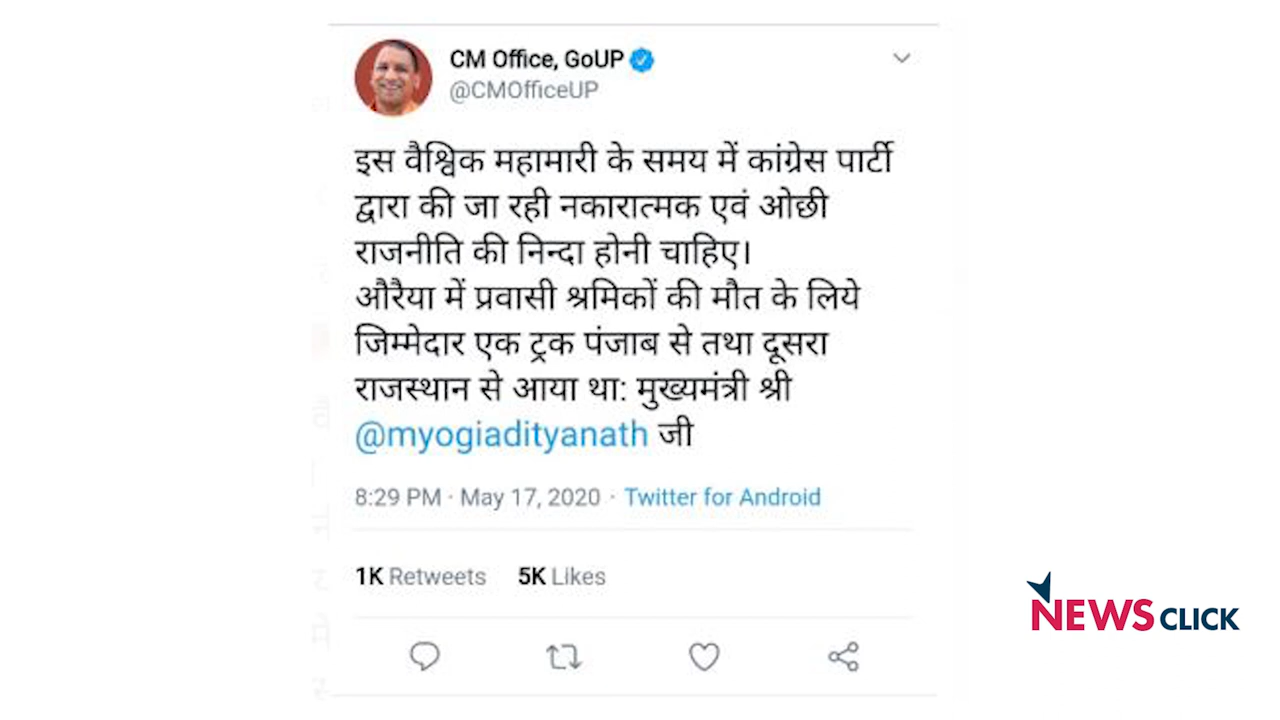 CM Office, GoUP
@CMOfficeUP
इस वैश्विक महामारी के समय में कांग्रेस पार्टी
द्वारा की जा रही नकारात्मक एवं ओछी
राजनीति की निन्दा होनी चाहिए।
औरैया में प्रवासी श्रमिकों की मौत के लिये
जिम्मेदार एक ट्रक पंजाब से तथा दूसरा
राजस्थान से आया था: मुख्यमंत्री श्री
@myogiadityanath जी
8:29 PM · May 17, 2020 · Twitter for Android
1K Retweets 5K Likes
NEWS CLICK